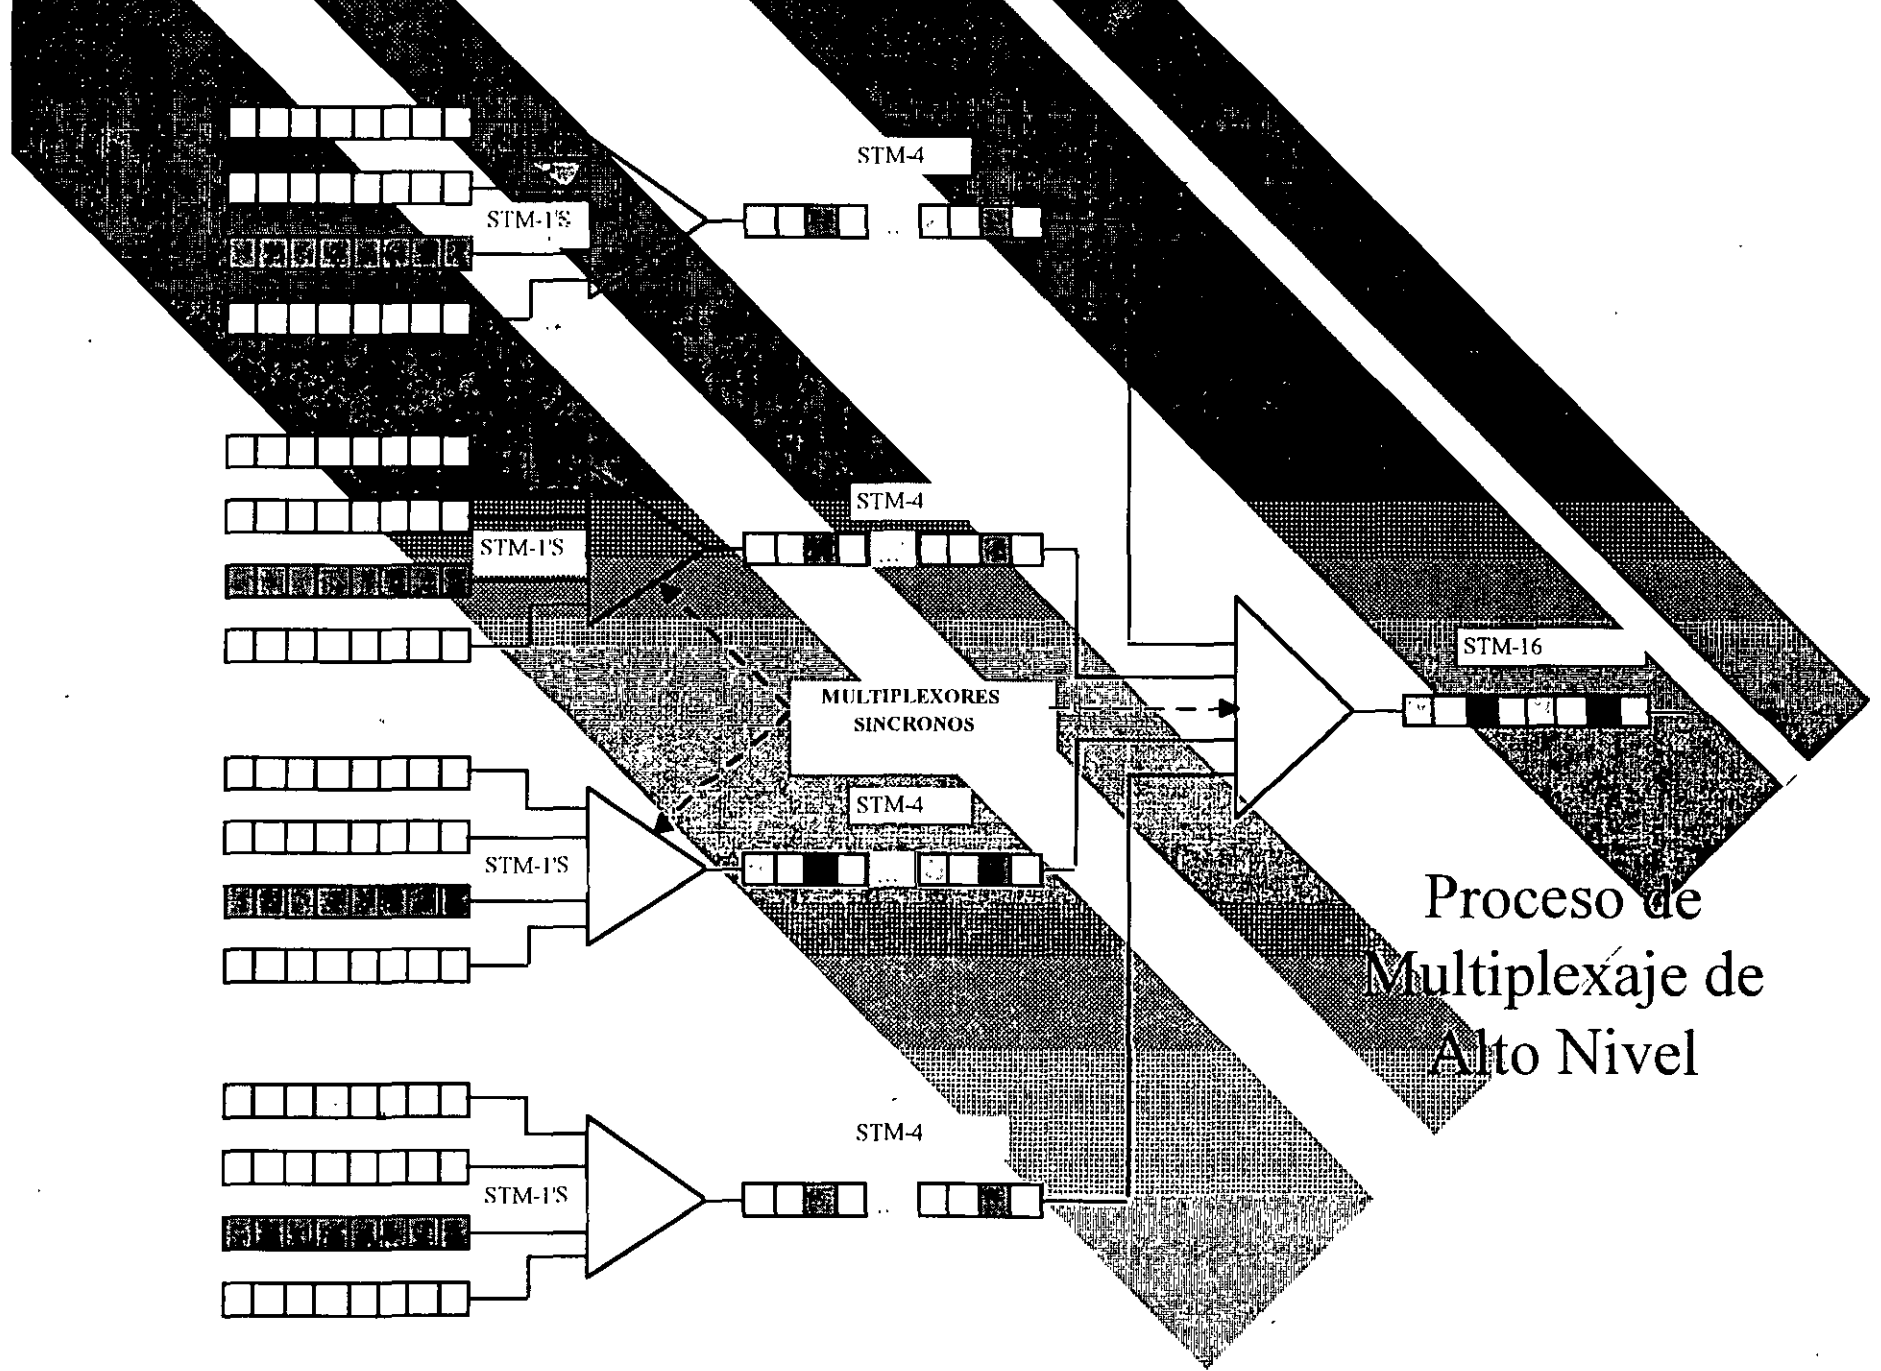 STM-4
STM-1'S
STM-4
STM-1'S
STM-16
MULTIPLEXORES
SINCRONOS
STM-4
STM-1'S
Proceso de
Multiplexaje de
Alto Nivel
STM-4
STM-1'S